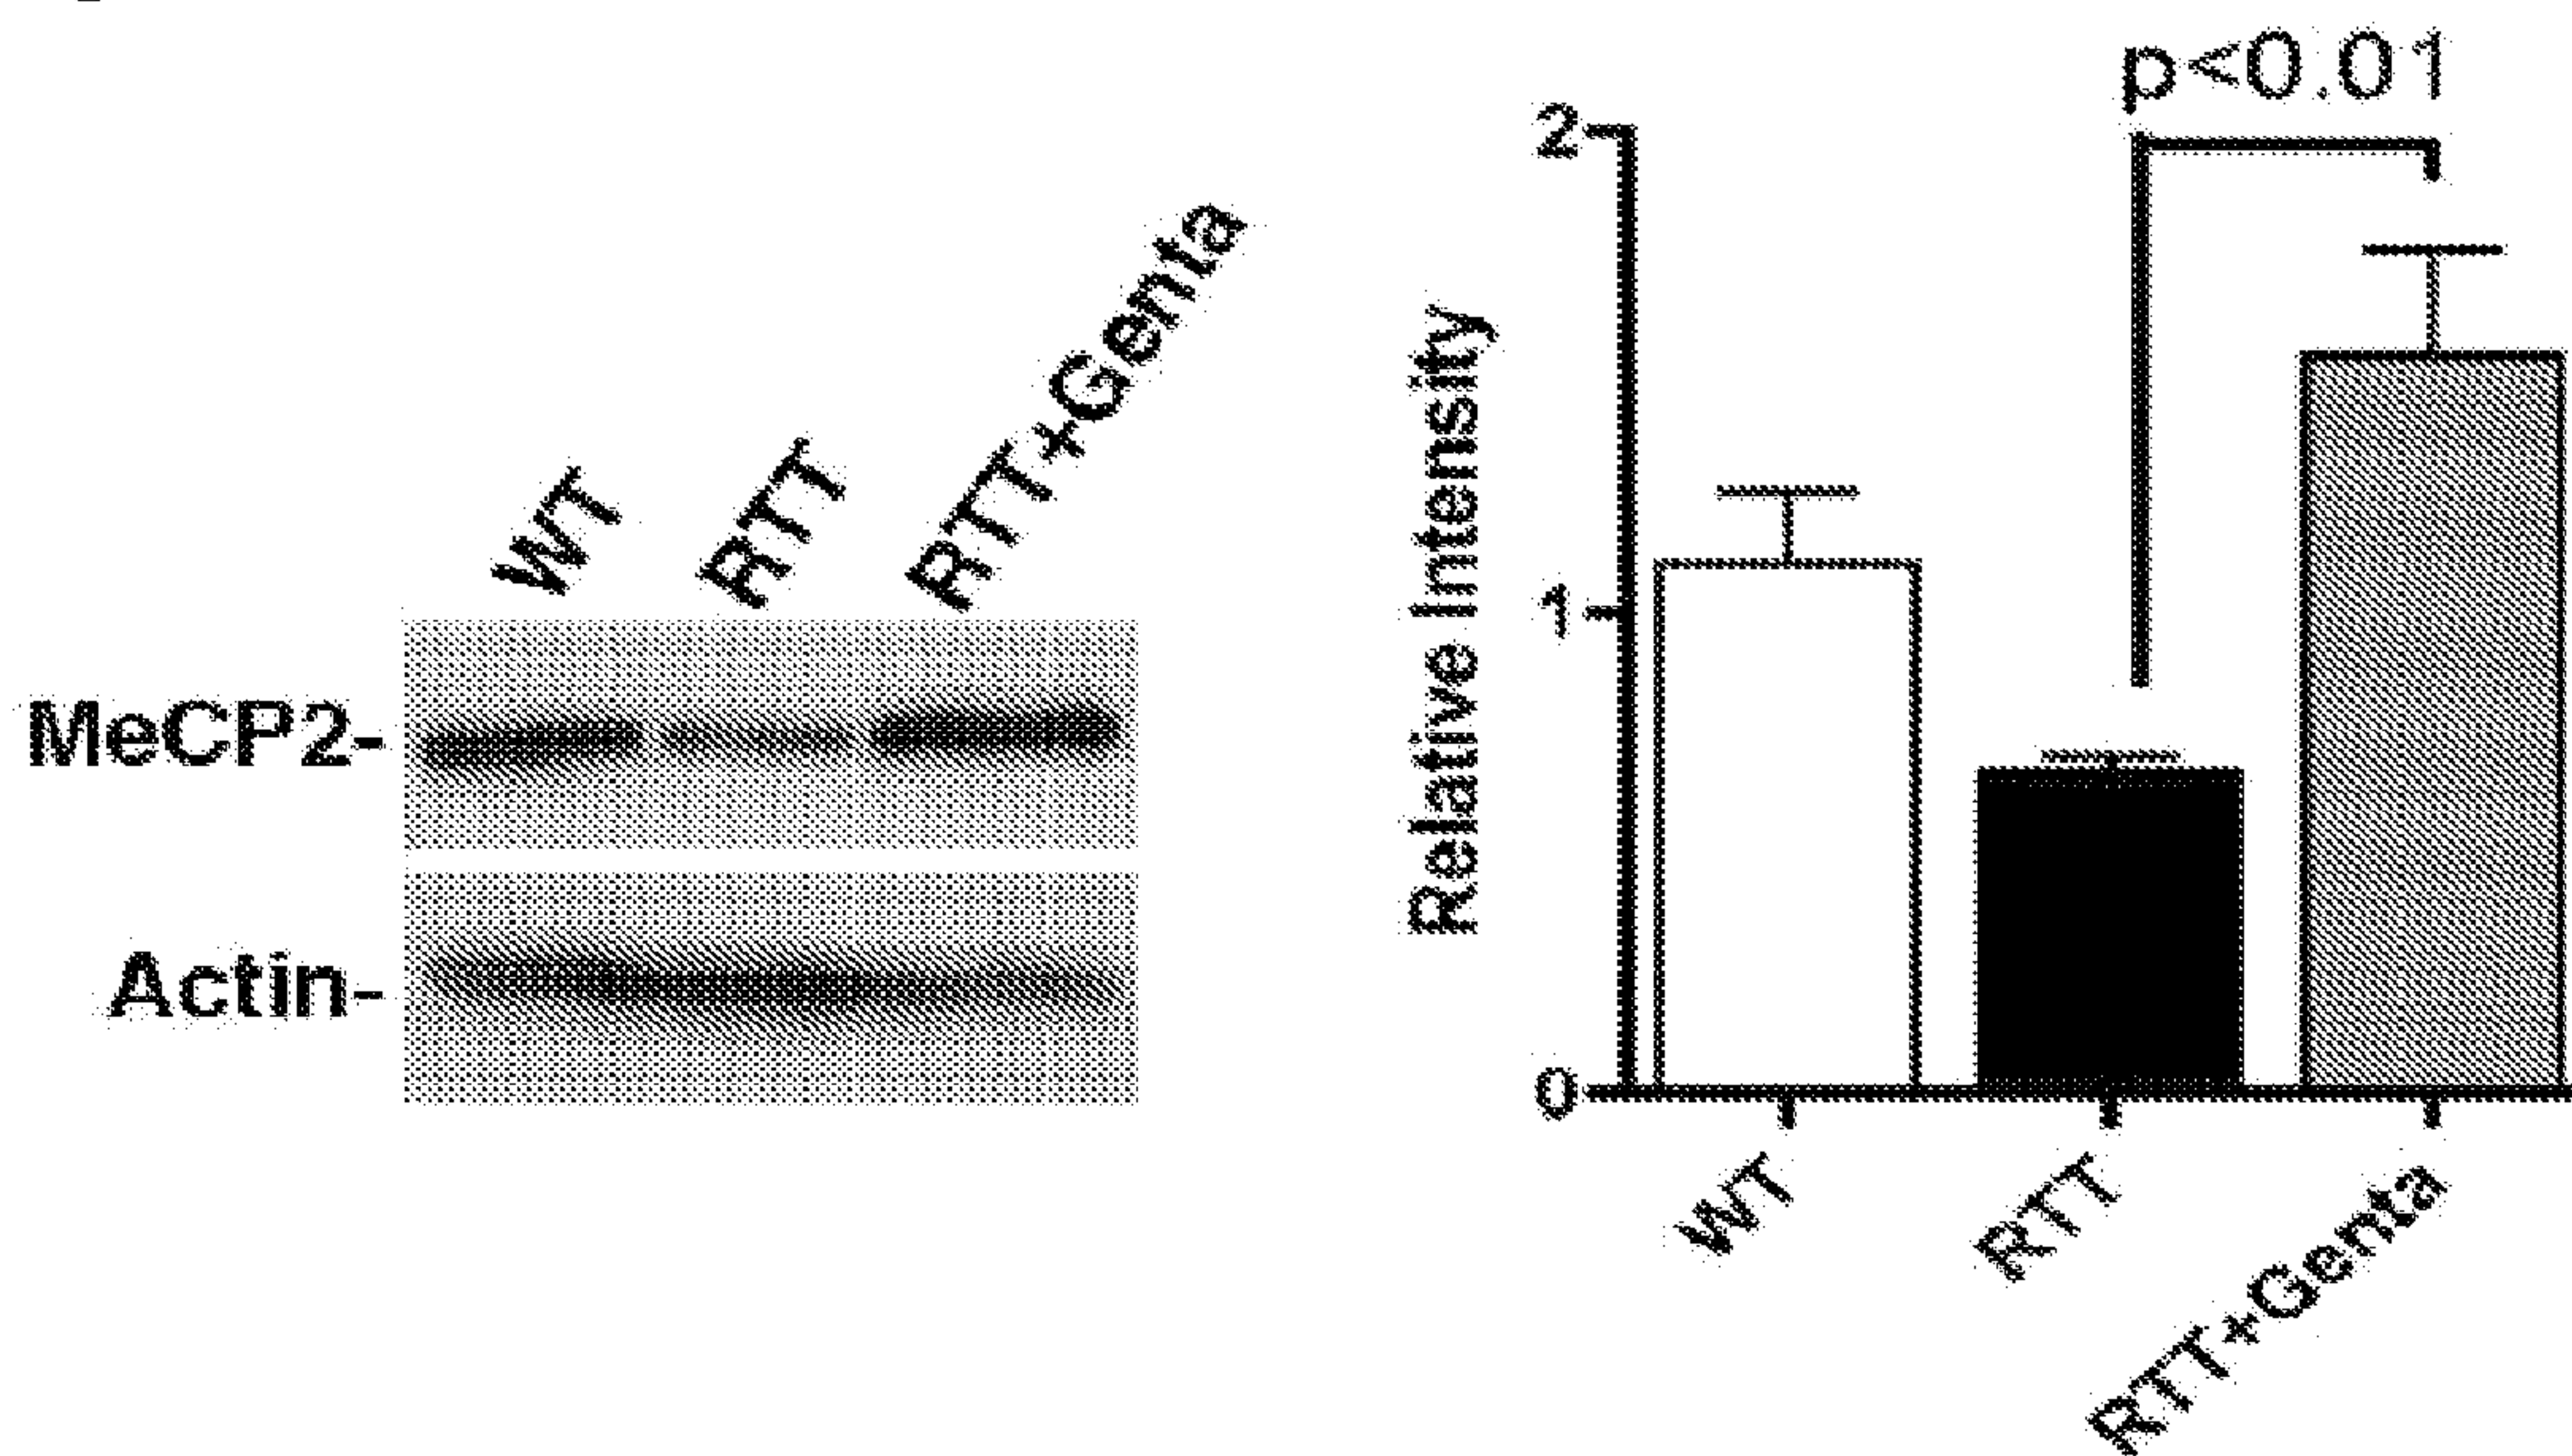 WT
RTT
RTT+Genta
MeCP2-
Actin-
p<0.01
Relative Intensity
2
1
0
WT
RTT
RTT+Genta